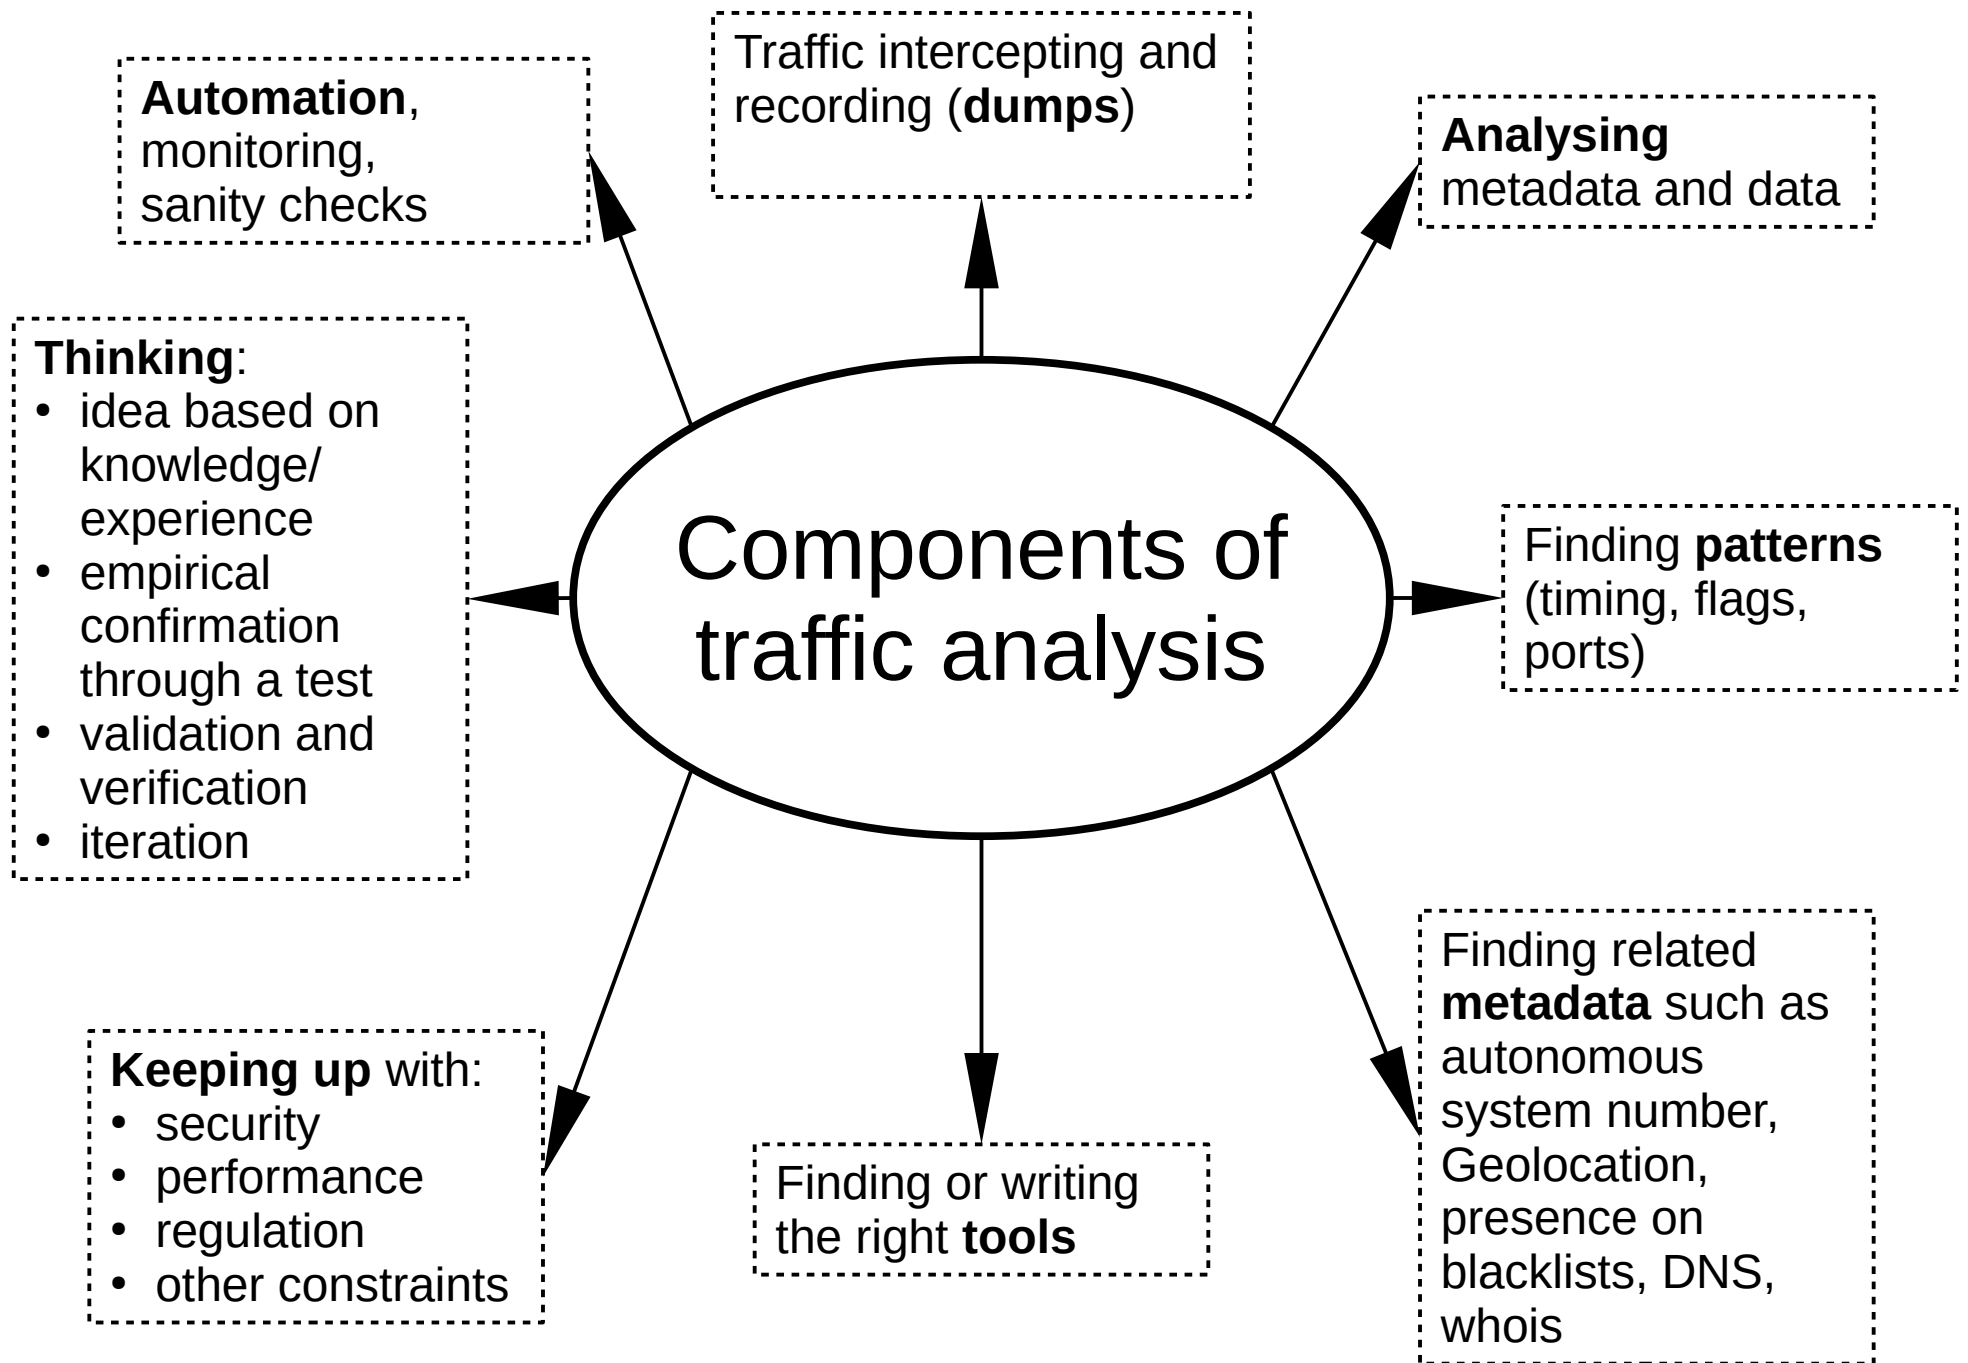 Traffic intercepting and
recording (dumps)
Automation,
monitoring,
sanity checks
Analysing
metadata and data
Thinking:
• idea based on
knowledge/
experience
• empirical
confirmation
through a test
• validation and
verification
• iteration
Components of
traffic analysis
Finding patterns
(timing, flags,
ports)
Keeping up with:
• security
• performance
• regulation
• other constraints
Finding or writing
the right tools
Finding related
metadata such as
autonomous
system number,
Geolocation,
presence on
blacklists, DNS,
whois